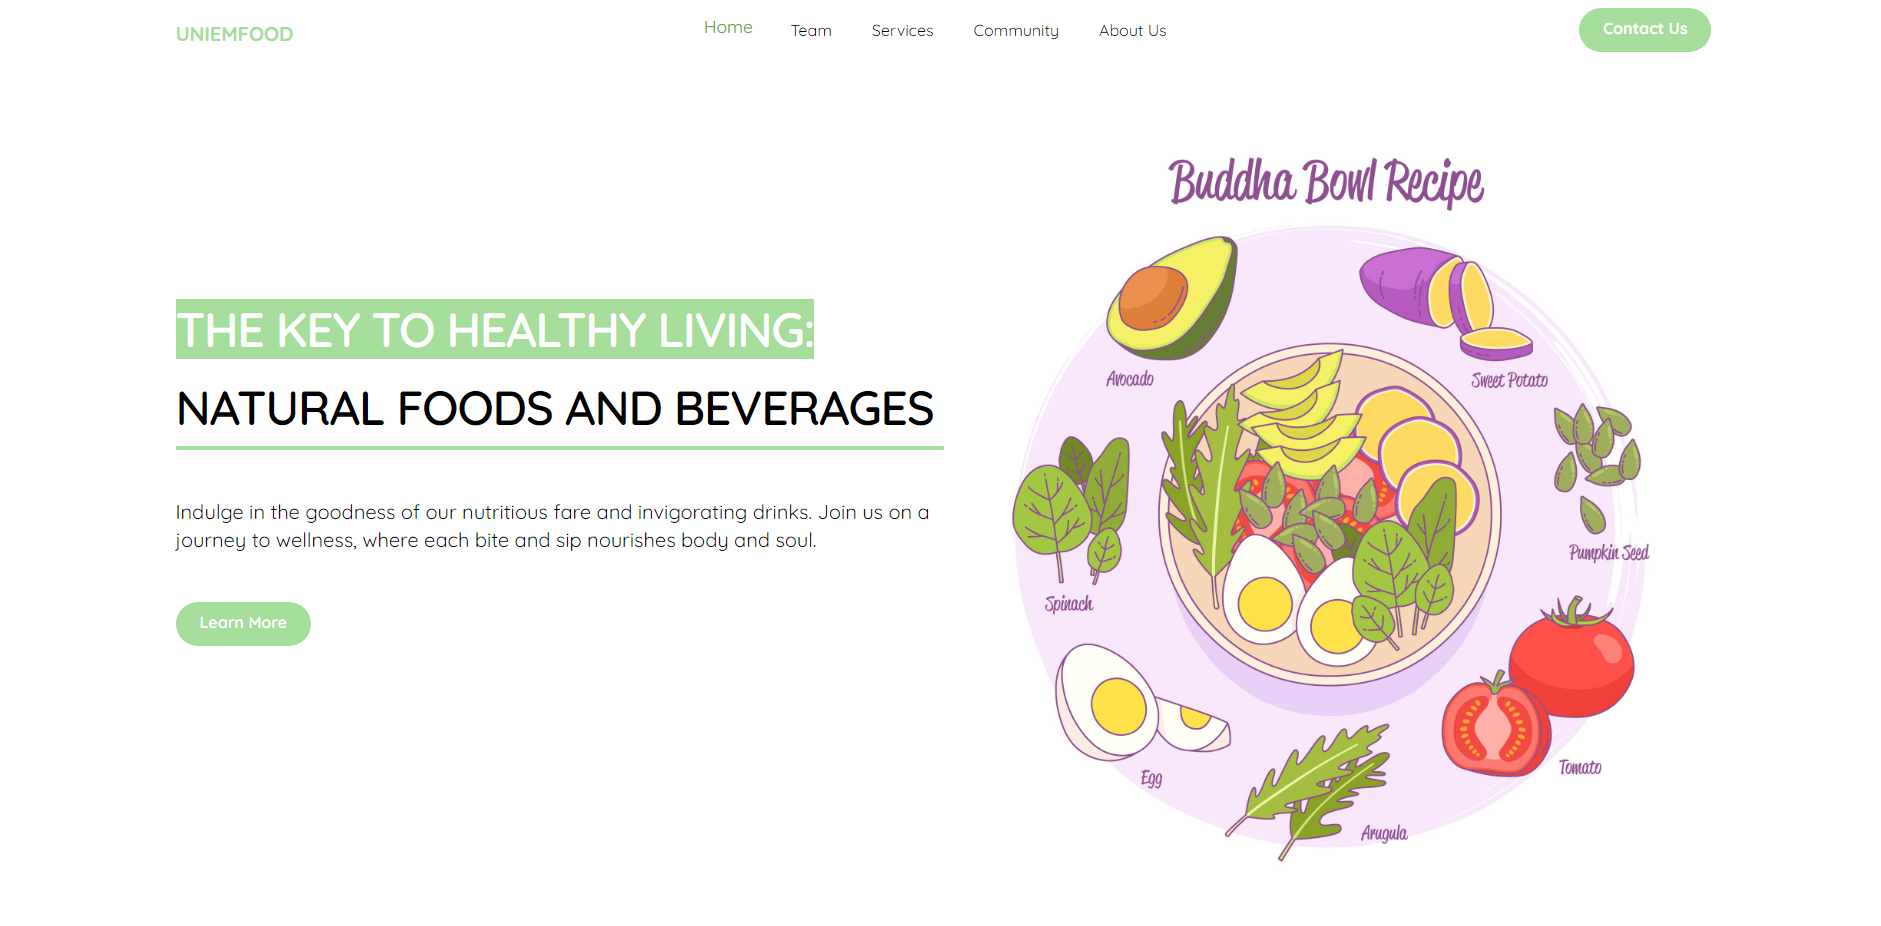 UNIEMFOOD
Home Team Services Community About Us
Contact Us
THE KEY TO HEALTHY LIVING:
NATURAL FOODS AND BEVERAGES
Indulge in the goodness of our nutritious fare and invigorating drinks. Join us on a
journey to wellness, where each bite and sip nourishes body and soul.
Learn More
Buddha Bowl Recipe
Avocado
Sweet Potato
Pumpkin Seed
Spinach
Tomato
Egg
Arugula